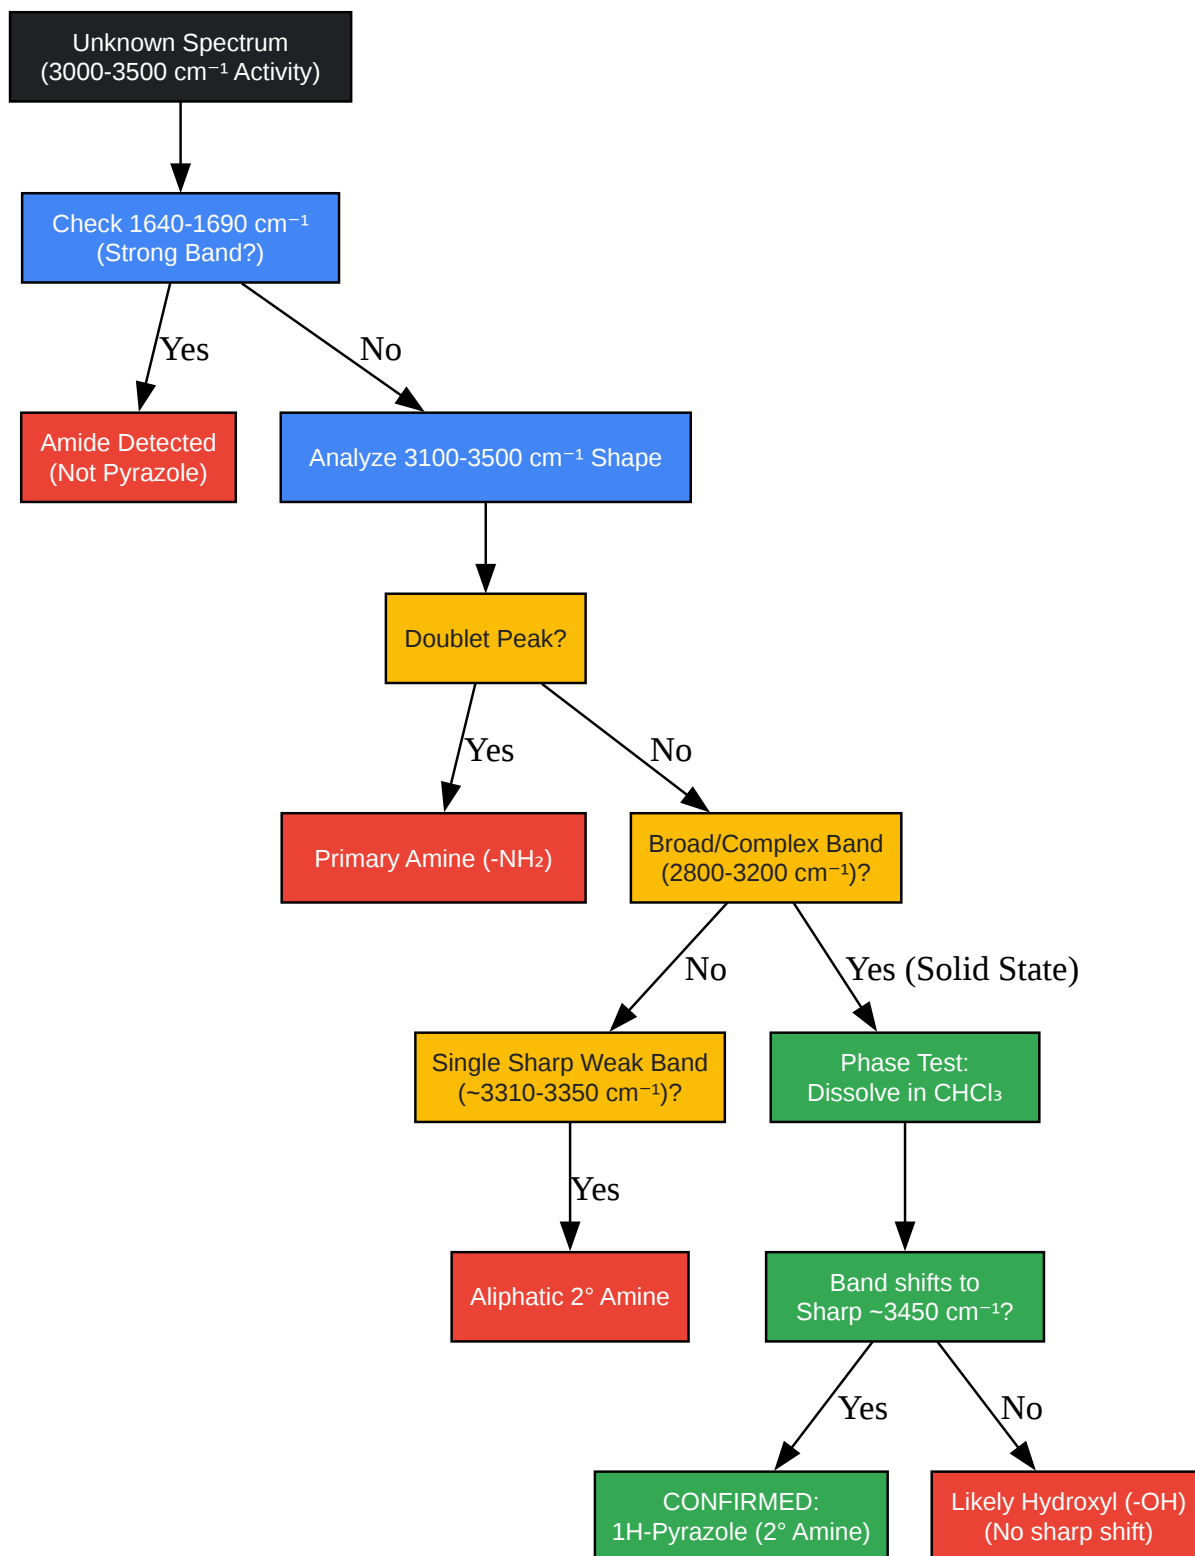 Unknown Spectrum
(3000-3500 cm⁻¹ Activity)
Check 1640-1690 cm⁻¹
(Strong Band?)
Yes
No
Amide Detected
(Not Pyrazole)
Analyze 3100-3500 cm⁻¹ Shape
Doublet Peak?
Yes
No
Primary Amine (-NH₂)
Broad/Complex Band
(2800-3200 cm⁻¹)?
No
Yes (Solid State)
Single Sharp Weak Band
(~3310-3350 cm⁻¹)?
Phase Test:
Dissolve in CHCl₃
Yes
Aliphatic 2° Amine
Band shifts to
Sharp ~3450 cm⁻¹?
Yes
No
CONFIRMED:
1H-Pyrazole (2° Amine)
Likely Hydroxyl (-OH)
(No sharp shift)